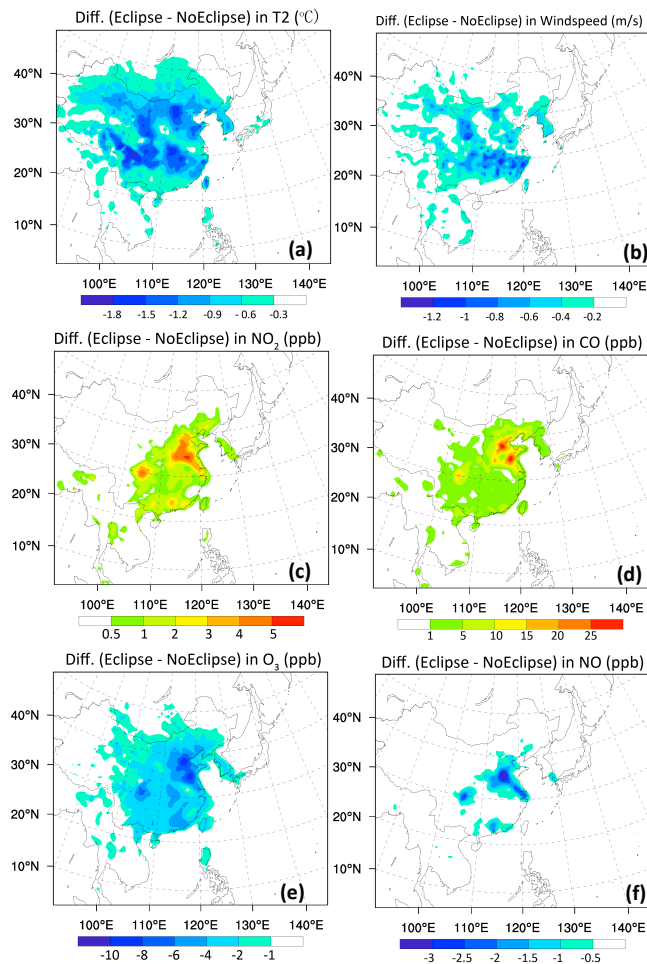 Diff. (Eclipse - NoEclipse) in T2 (℃)
40°N
30°N
20°N
10°N
(a)
100°E 110°E 120°E 130°E 140°E
-1.8 -1.5 -1.2 -0.9 -0.6 -0.3
Diff. (Eclipse - NoEclipse) in Windspeed (m/s)
40°N
30°N
20°N
10°N
(b)
100°E 110°E 120°E 130°E 140°E
-1.2 -1 -0.8 -0.6 -0.4 -0.2
Diff. (Eclipse - NoEclipse) in NO₂ (ppb)
40°N
30°N
20°N
10°N
(c)
100°E 110°E 120°E 130°E 140°E
0.5 1 2 3 4 5
Diff. (Eclipse - NoEclipse) in CO (ppb)
40°N
30°N
20°N
10°N
(d)
100°E 110°E 120°E 130°E 140°E
1 5 10 15 20 25
Diff. (Eclipse - NoEclipse) in O₃ (ppb)
40°N
30°N
20°N
10°N
(e)
100°E 110°E 120°E 130°E 140°E
-10 -8 -6 -4 -2 -1
Diff. (Eclipse - NoEclipse) in NO (ppb)
40°N
30°N
20°N
10°N
(f)
100°E 110°E 120°E 130°E 140°E
-3 -2.5 -2 -1.5 -1 -0.5